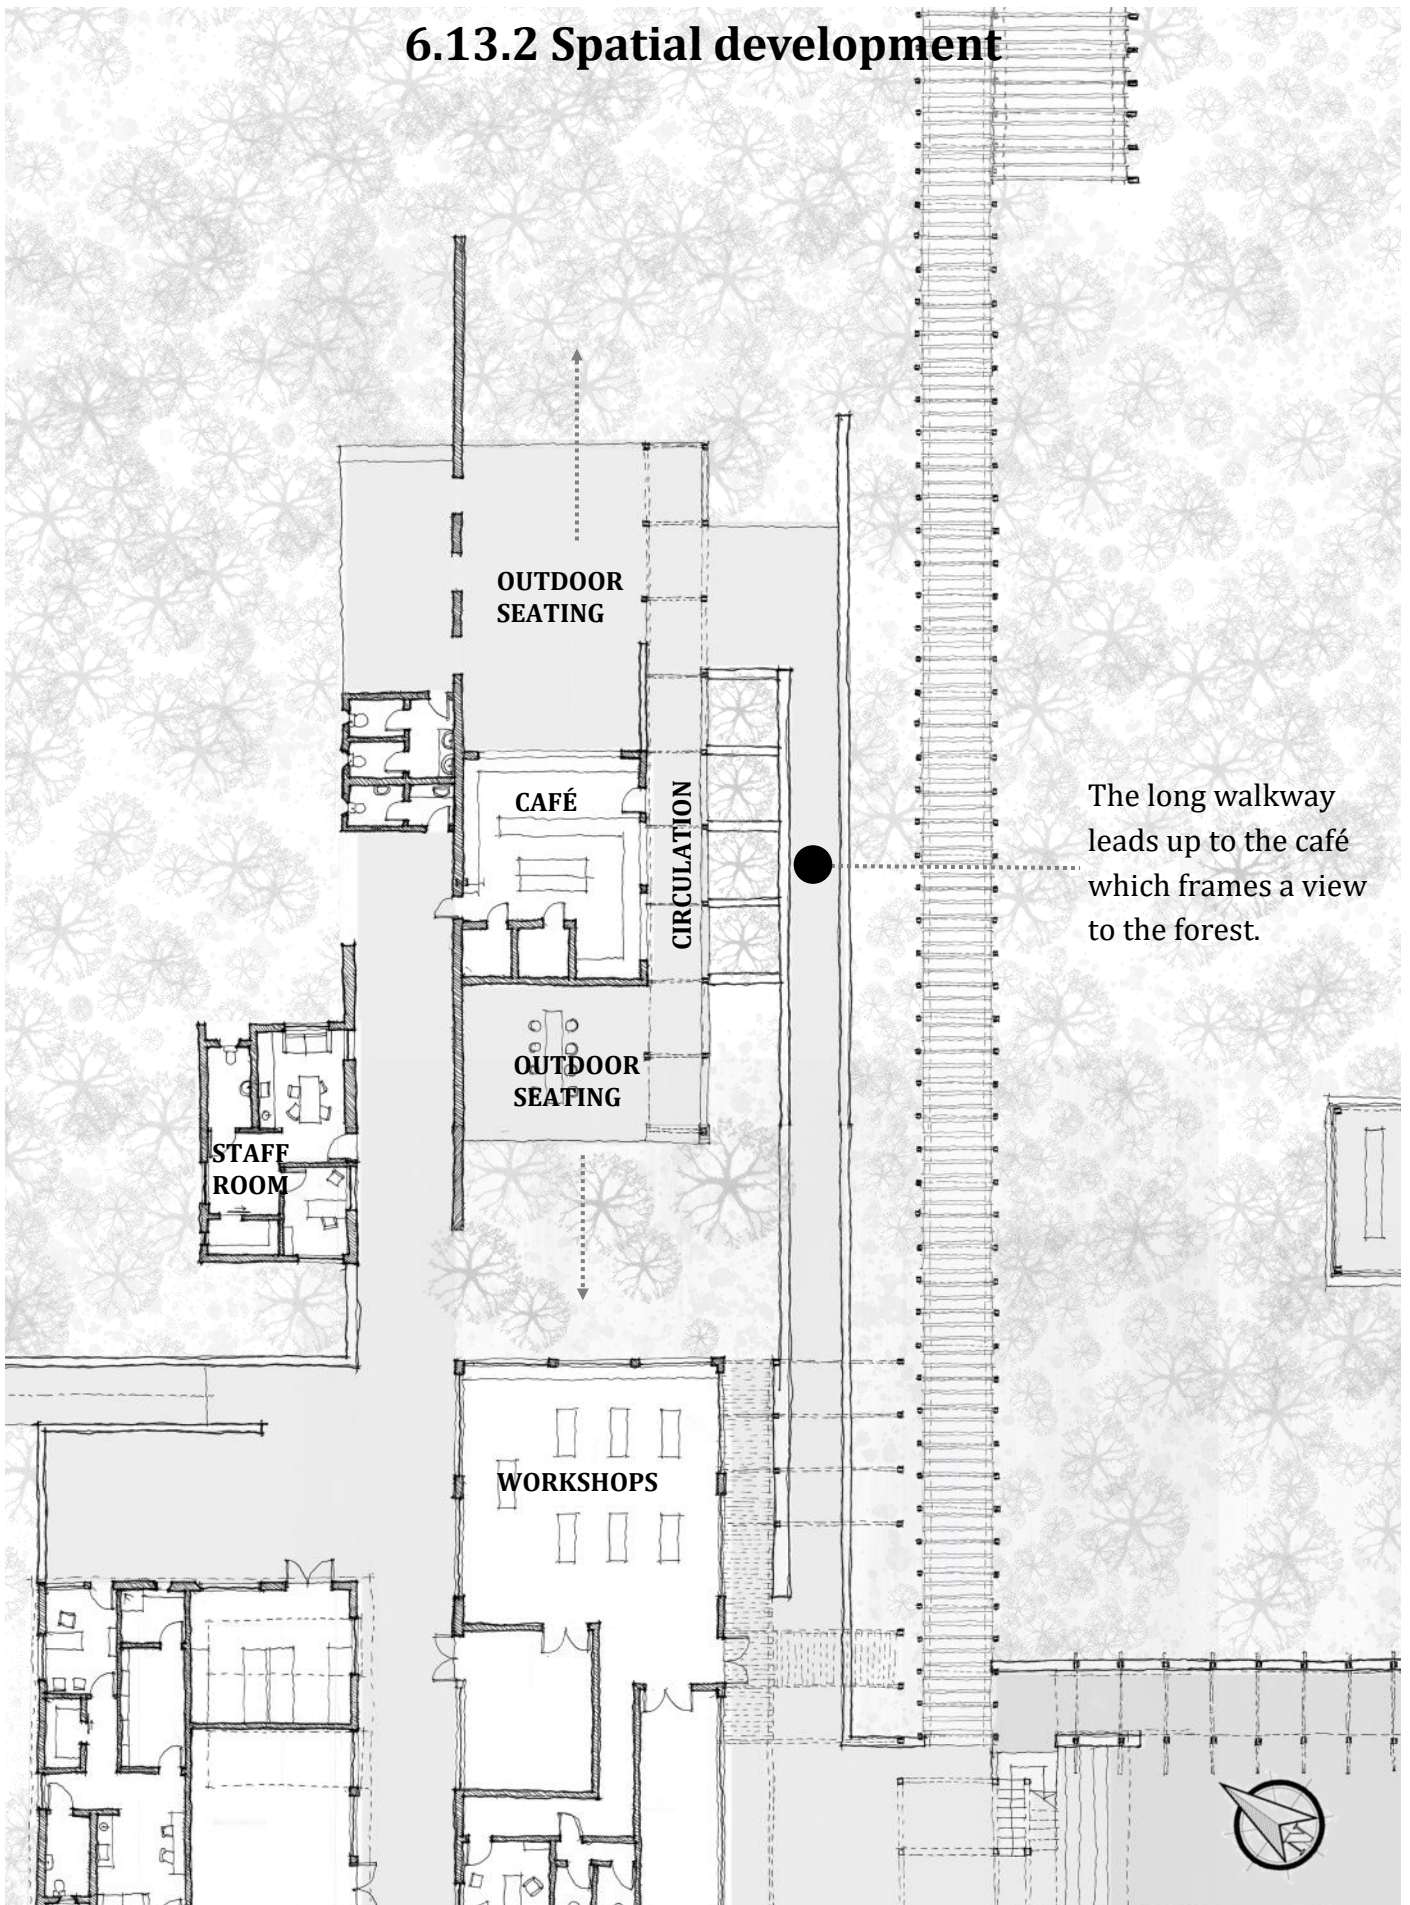 6.13.2 Spatial development
OUTDOOR
SEATING
CAFÉ
CIRCULATION
The long walkway
leads up to the café
which frames a view
to the forest.
OUTDOOR
SEATING
STAFF
ROOM
WORKSHOPS